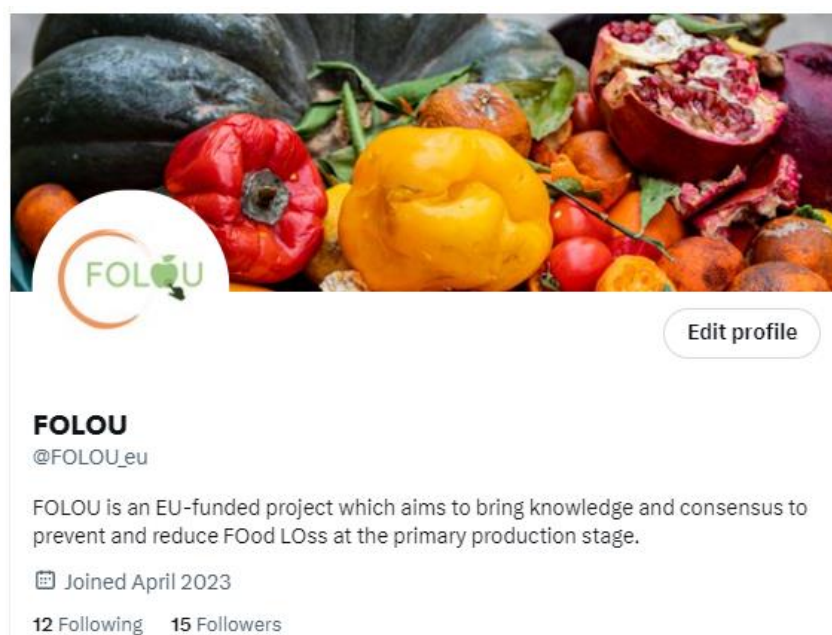 FOLOU
Edit profile
FOLOU
@FOLOU_eu
FOLOU is an EU-funded project which aims to bring knowledge and consensus to
prevent and reduce FOod LOss at the primary production stage.
Joined April 2023
12 Following 15 Followers